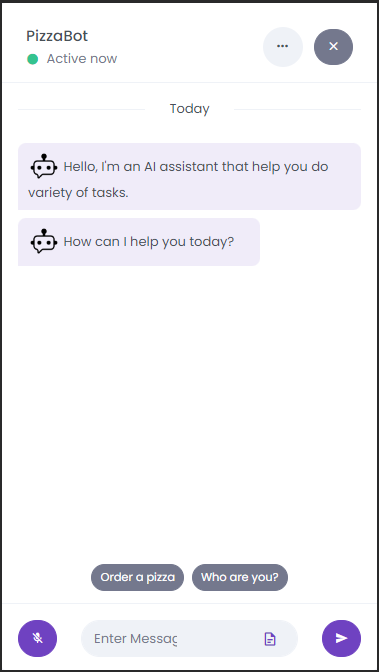 PizzaBot
Active now
Today
Hello, I'm an AI assistant that help you do
variety of tasks.
How can I help you today?
Order a pizza
Who are you?
Enter Messag